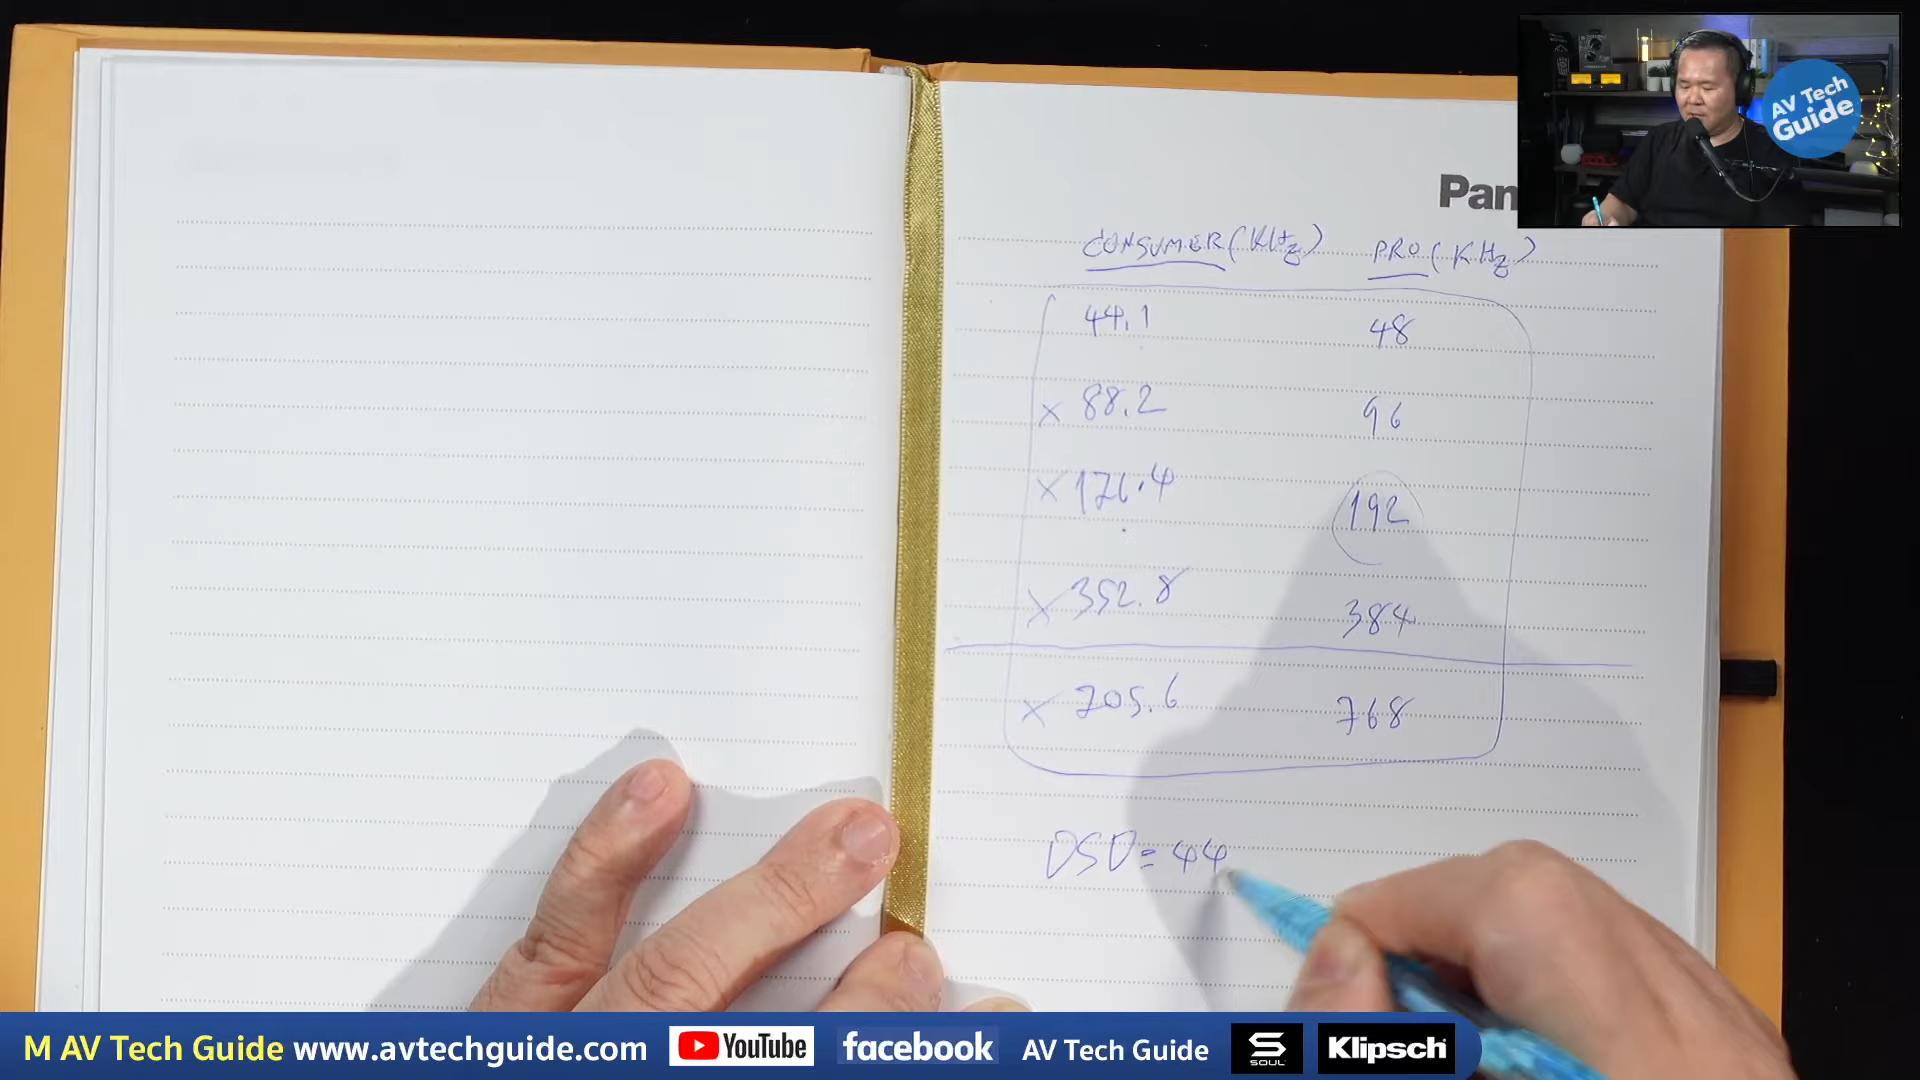 AV Tech
Guide
Pan
CONSUMER (KHz) PRO (KHz)
44.1 48
x 88.2 96
x 176.4 192
x 352.8 384
x 705.6 768
DSD = 44
M AV Tech Guide www.avtechguide.com YouTube facebook AV Tech Guide S SOUL Klipsch